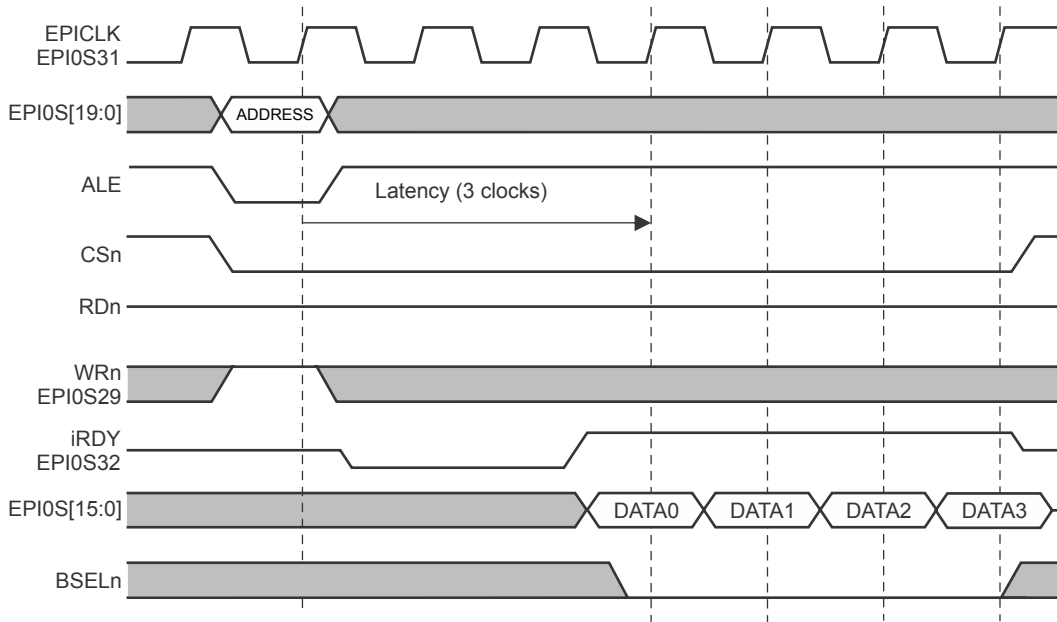 EPICLK
EPI0S31
EPI0S[19:0]
ADDRESS
ALE
Latency (3 clocks)
CSn
RDn
WRn
EPI0S29
iRDY
EPI0S32
EPI0S[15:0]
DATA0
DATA1
DATA2
DATA3
BSELn